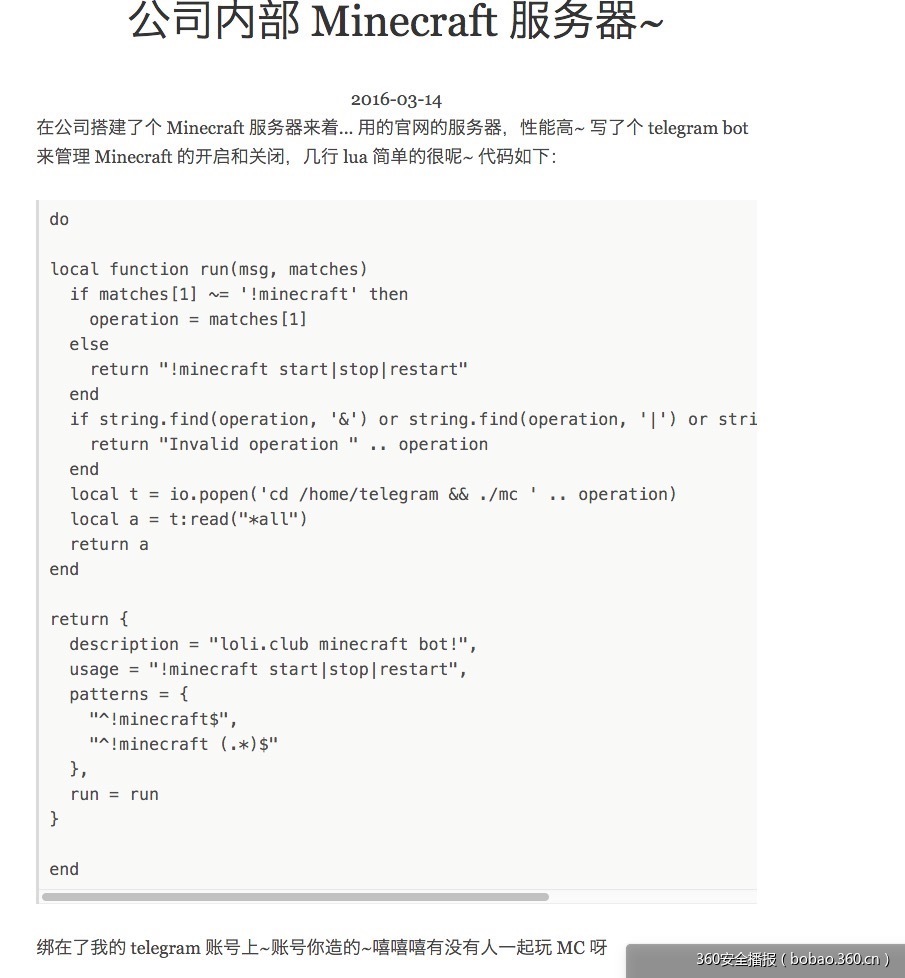 公司内部 Minecraft 服务器~
2016-03-14
在公司搭建了个 Minecraft 服务器来着... 用的官网的服务器，性能高~ 写了个 telegram bot
来管理 Minecraft 的开启和关闭，几行 lua 简单的很呢~ 代码如下：
do
local function run(msg, matches)
  if matches[1] ~= '!minecraft' then
    operation = matches[1]
  else
    return "!minecraft start|stop|restart"
  end
  if string.find(operation, '&') or string.find(operation, '|') or stri
    return "Invalid operation " .. operation
  end
  local t = io.popen('cd /home/telegram && ./mc ' .. operation)
  local a = t:read("*all")
  return a
end
return {
  description = "loli.club minecraft bot!",
  usage = "!minecraft start|stop|restart",
  patterns = {
    "^!minecraft$",
    "^!minecraft (.*)$"
  },
  run = run
}
end
绑在了我的 telegram 账号上~账号你造的~嘻嘻嘻有没有人一起玩 MC 呀
360安全播报（bobao.360.cn）